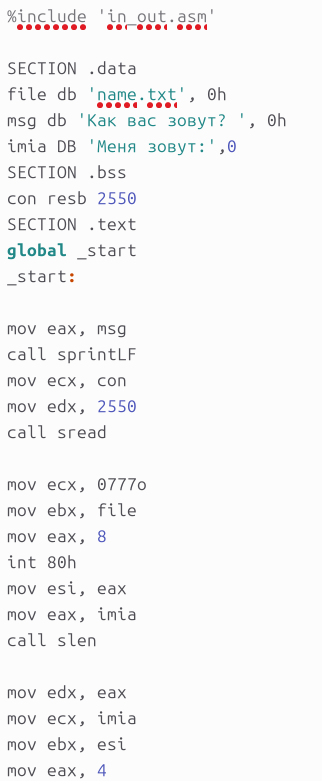 %include 'in_out.asm'
SECTION .data
file db 'name.txt', 0h
msg db 'Как вас зовут? ', 0h
imia DB 'Меня зовут:',0
SECTION .bss
con resb 2550
SECTION .text
global _start
_start:
mov eax, msg
call sprintLF
mov ecx, con
mov edx, 2550
call sread
mov ecx, 0777o
mov ebx, file
mov eax, 8
int 80h
mov esi, eax
mov eax, imia
call slen
mov edx, eax
mov ecx, imia
mov ebx, esi
mov eax, 4